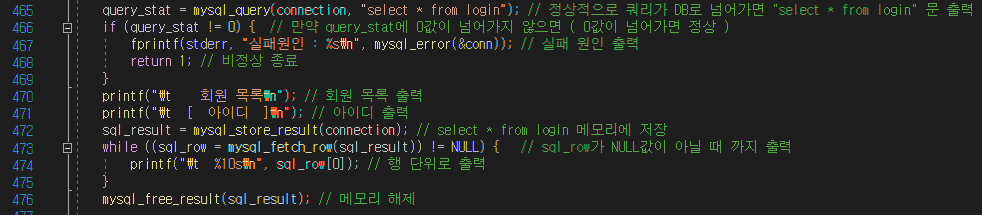 465 query_stat = mysql_query(connection, "select * from login"); // 정상적으로 쿼리가 DB로 넘어가면 "select * from login" 문 출력
466 if (query_stat != 0) { // 만약 query_stat에 0값이 넘어가지 않으면 ( 0값이 넘어가면 정상 )
467 fprintf(stderr, "실패원인 : %s₩n", mysql_error(&conn)); // 실패 원인 출력
468 return 1; // 비정상 종료
469 }
470 printf("₩t 회원 목록₩n"); // 회원 목록 출력
471 printf("₩t [ 아이디 ]₩n"); // 아이디 출력
472 sql_result = mysql_store_result(connection); // select * from login 메모리에 저장
473 while ((sql_row = mysql_fetch_row(sql_result)) != NULL) { // sql_row가 NULL값이 아닐 때 까지 출력
474 printf("₩t %10s₩n", sql_row[0]); // 행 단위로 출력
475 }
476 mysql_free_result(sql_result); // 메모리 해제